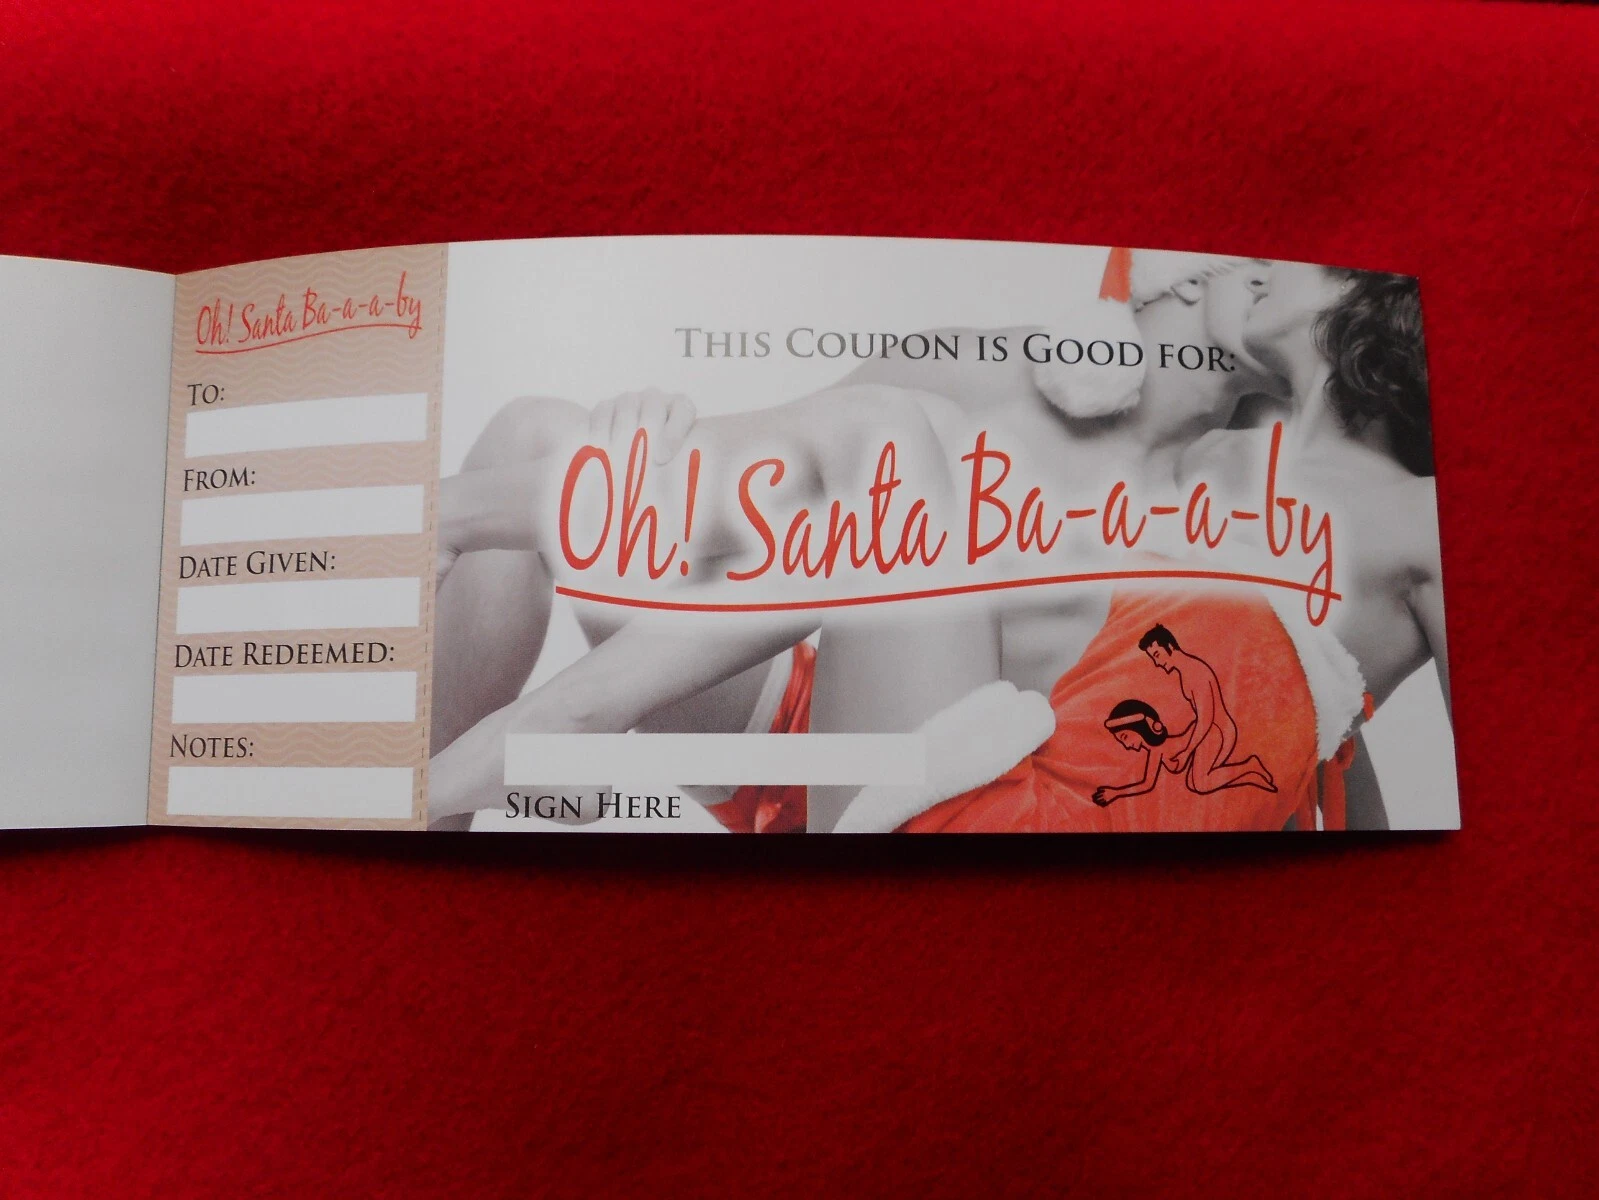 Oh! Santa Ba-a-a-by
TO:
FROM:
DATE GIVEN:
DATE REDEEMED:
NOTES:
THIS COUPON IS GOOD FOR:
Oh! Santa Ba-a-a-by
SIGN HERE